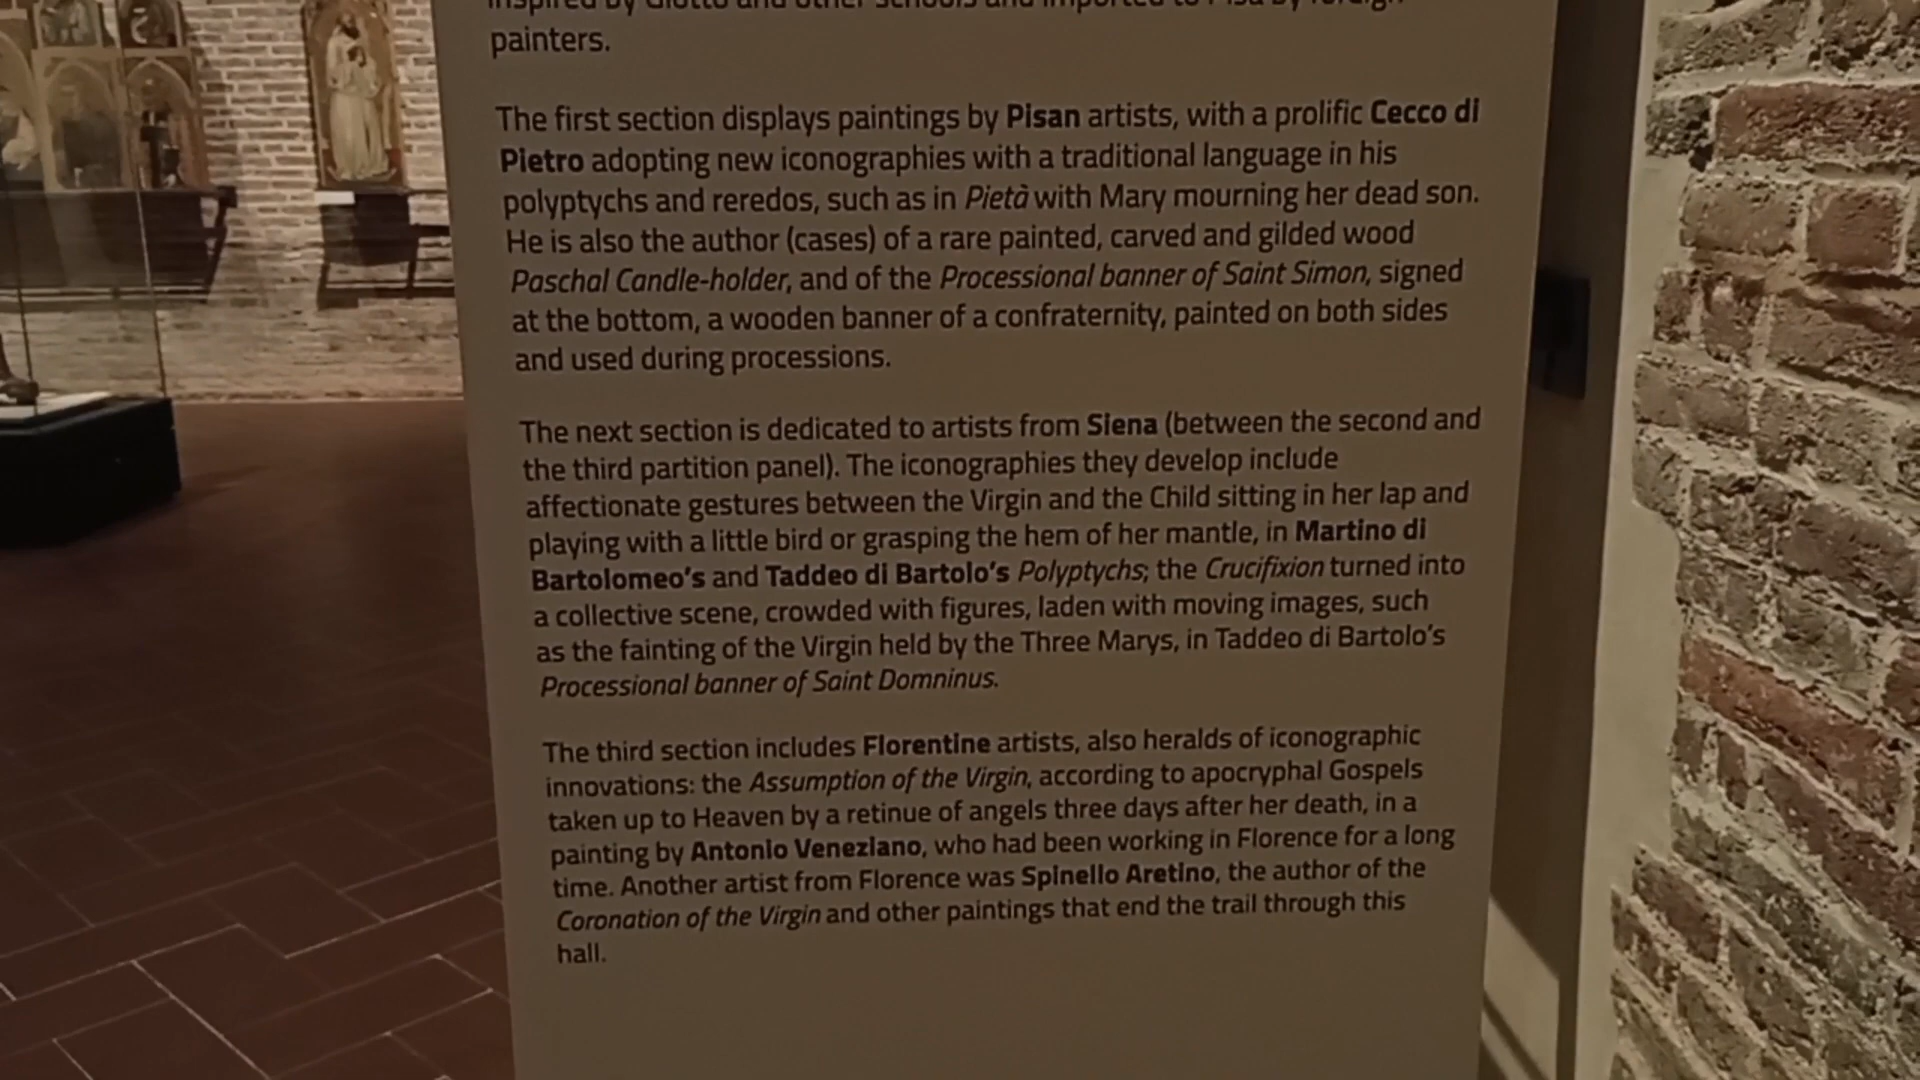 inspired by Giotto and other schools and imported to Pisa by foreign
painters.
The first section displays paintings by Pisan artists, with a prolific Cecco di
Pietro adopting new iconographies with a traditional language in his
polyptychs and reredos, such as in Pietà with Mary mourning her dead son.
He is also the author (cases) of a rare painted, carved and gilded wood
Paschal Candle-holder, and of the Processional banner of Saint Simon, signed
at the bottom, a wooden banner of a confraternity, painted on both sides
and used during processions.
The next section is dedicated to artists from Siena (between the second and
the third partition panel). The iconographies they develop include
affectionate gestures between the Virgin and the Child sitting in her lap and
playing with a little bird or grasping the hem of her mantle, in Martino di
Bartolomeo's and Taddeo di Bartolo's Polyptychs; the Crucifixion turned into
a collective scene, crowded with figures, laden with moving images, such
as the fainting of the Virgin held by the Three Marys, in Taddeo di Bartolo's
Processional banner of Saint Domninus.
The third section includes Florentine artists, also heralds of iconographic
innovations: the Assumption of the Virgin, according to apocryphal Gospels
taken up to Heaven by a retinue of angels three days after her death, in a
painting by Antonio Veneziano, who had been working in Florence for a long
time. Another artist from Florence was Spinello Aretino, the author of the
Coronation of the Virgin and other paintings that end the trail through this
hall.